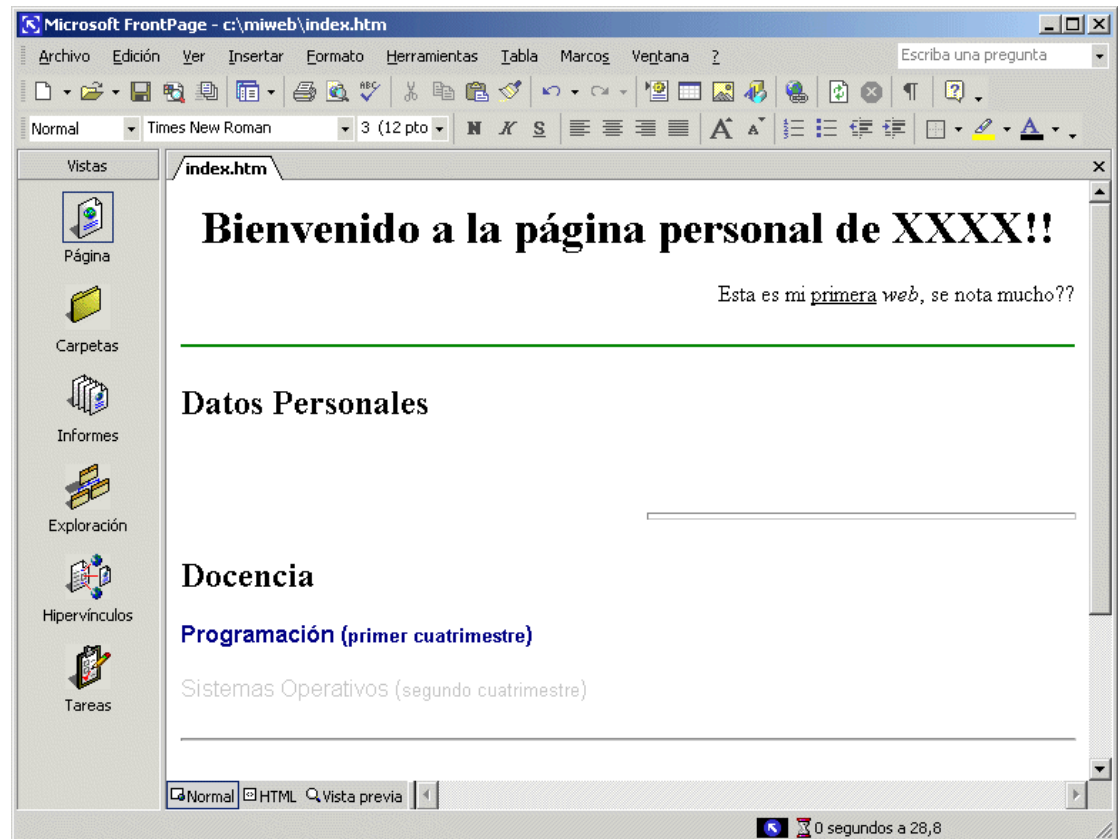 Microsoft FrontPage - c:\miweb\index.htm
Archivo Edición Ver Insertar Formato Herramientas Tabla Marcos Ventana ? Escriba una pregunta
ABC
Normal Times New Roman 3 (12 pto N K S A A A
Vistas
index.htm
Página
Carpetas
Informes
Exploración
Hipervínculos
Tareas
Bienvenido a la página personal de XXXX!!
Esta es mi primera web, se nota mucho??
Datos Personales
Docencia
Programación (primer cuatrimestre)
Sistemas Operativos (segundo cuatrimestre)
Normal HTML Vista previa
0 segundos a 28,8